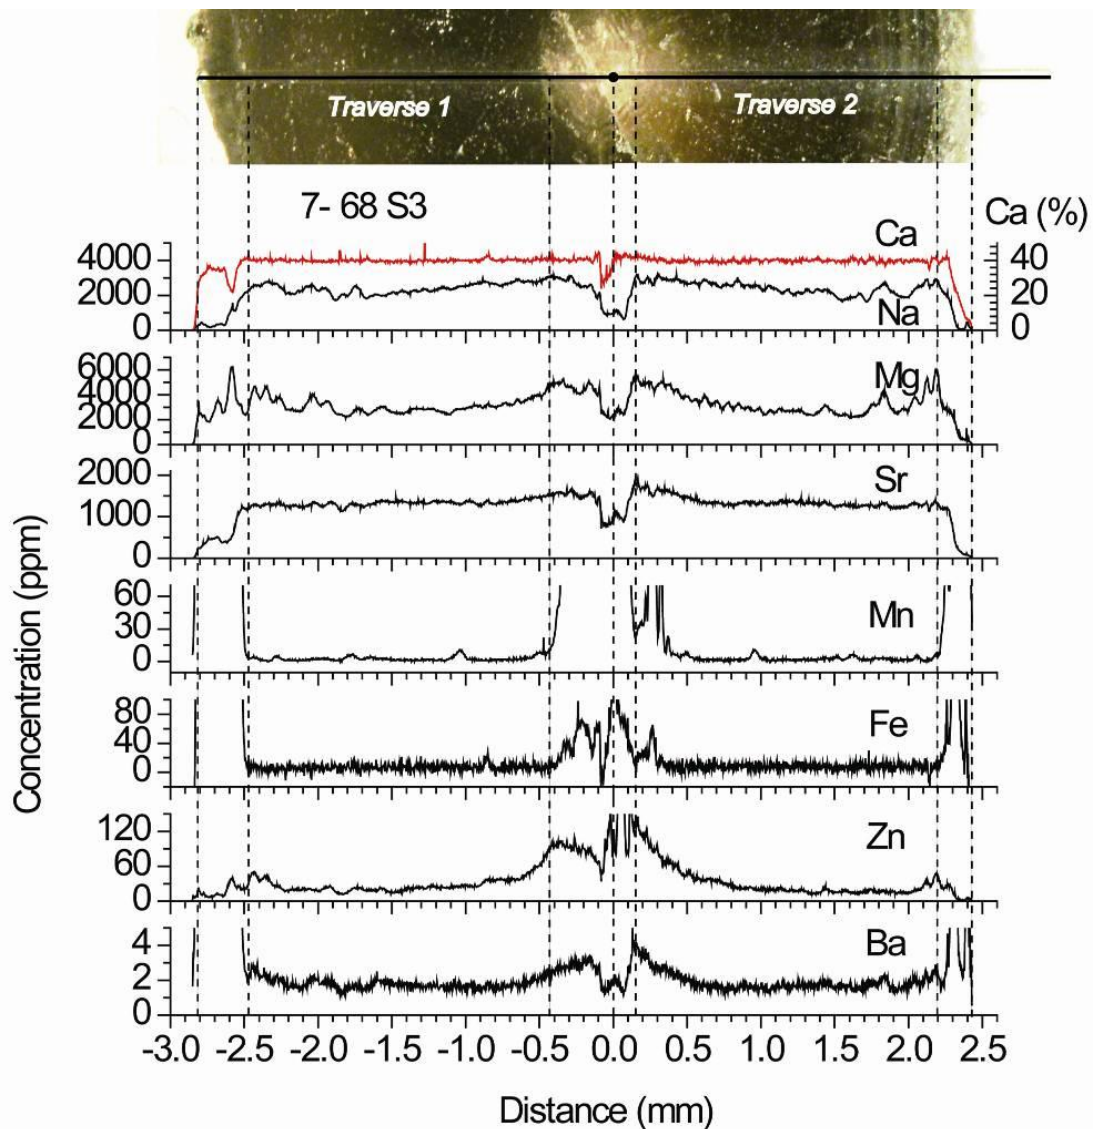 Traverse 1
Traverse 2
7- 68 S3
Ca (%)
Ca
4000
2000
0
40
20
0
Na
6000
4000
2000
0
Mg
2000
1000
0
Sr
60
30
0
Mn
80
40
0
Fe
120
60
0
Zn
4
2
0
Ba
-3.0 -2.5 -2.0 -1.5 -1.0 -0.5 0.0 0.5 1.0 1.5 2.0 2.5
Concentration (ppm)
Distance (mm)